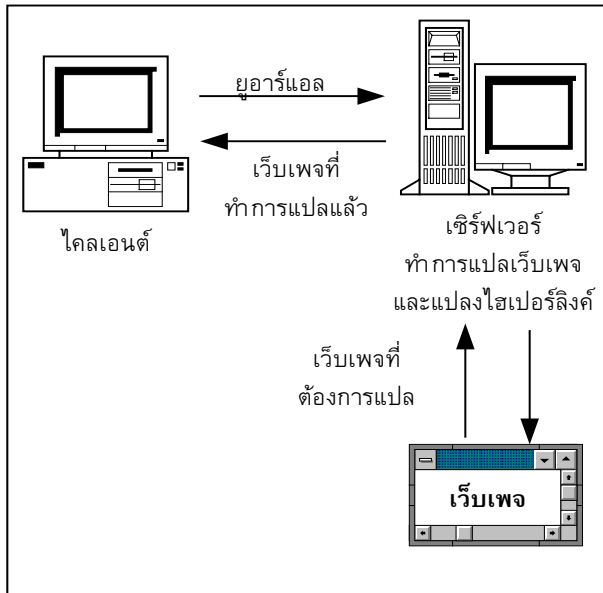 ยูอาร์แอล
เว็บเพจที่
ทำการแปลแล้ว
ไคลเอนต์
เซิร์ฟเวอร์
ทำการแปลเว็บเพจ
และแปลงไฮเปอร์ลิงค์
เว็บเพจที่
ต้องการแปล
เว็บเพจ